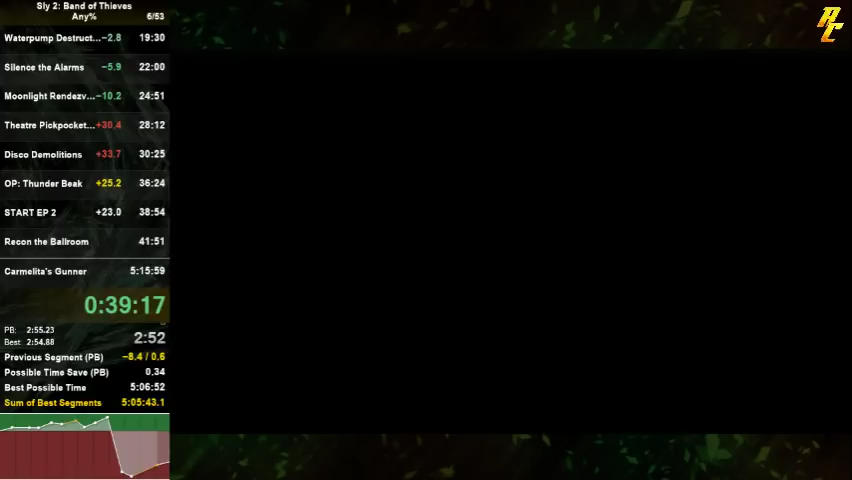 Sly 2: Band of Thieves
Any% 6/53
Waterpump Destruct... −2.8 19:30
Silence the Alarms −5.9 22:00
Moonlight Rendezv... −10.2 24:51
Theatre Pickpocket... +30.4 28:12
Disco Demolitions +33.7 30:25
OP: Thunder Beak +25.2 36:24
START EP 2 +23.0 38:54
Recon the Ballroom 41:51
Carmelita's Gunner 5:15:59
0:39:17
PB: 2:55.23
Best: 2:54.88
2:52
Previous Segment (PB) −8.4 / 0.6
Possible Time Save (PB) 0.34
Best Possible Time 5:06:52
Sum of Best Segments 5:05:43.1